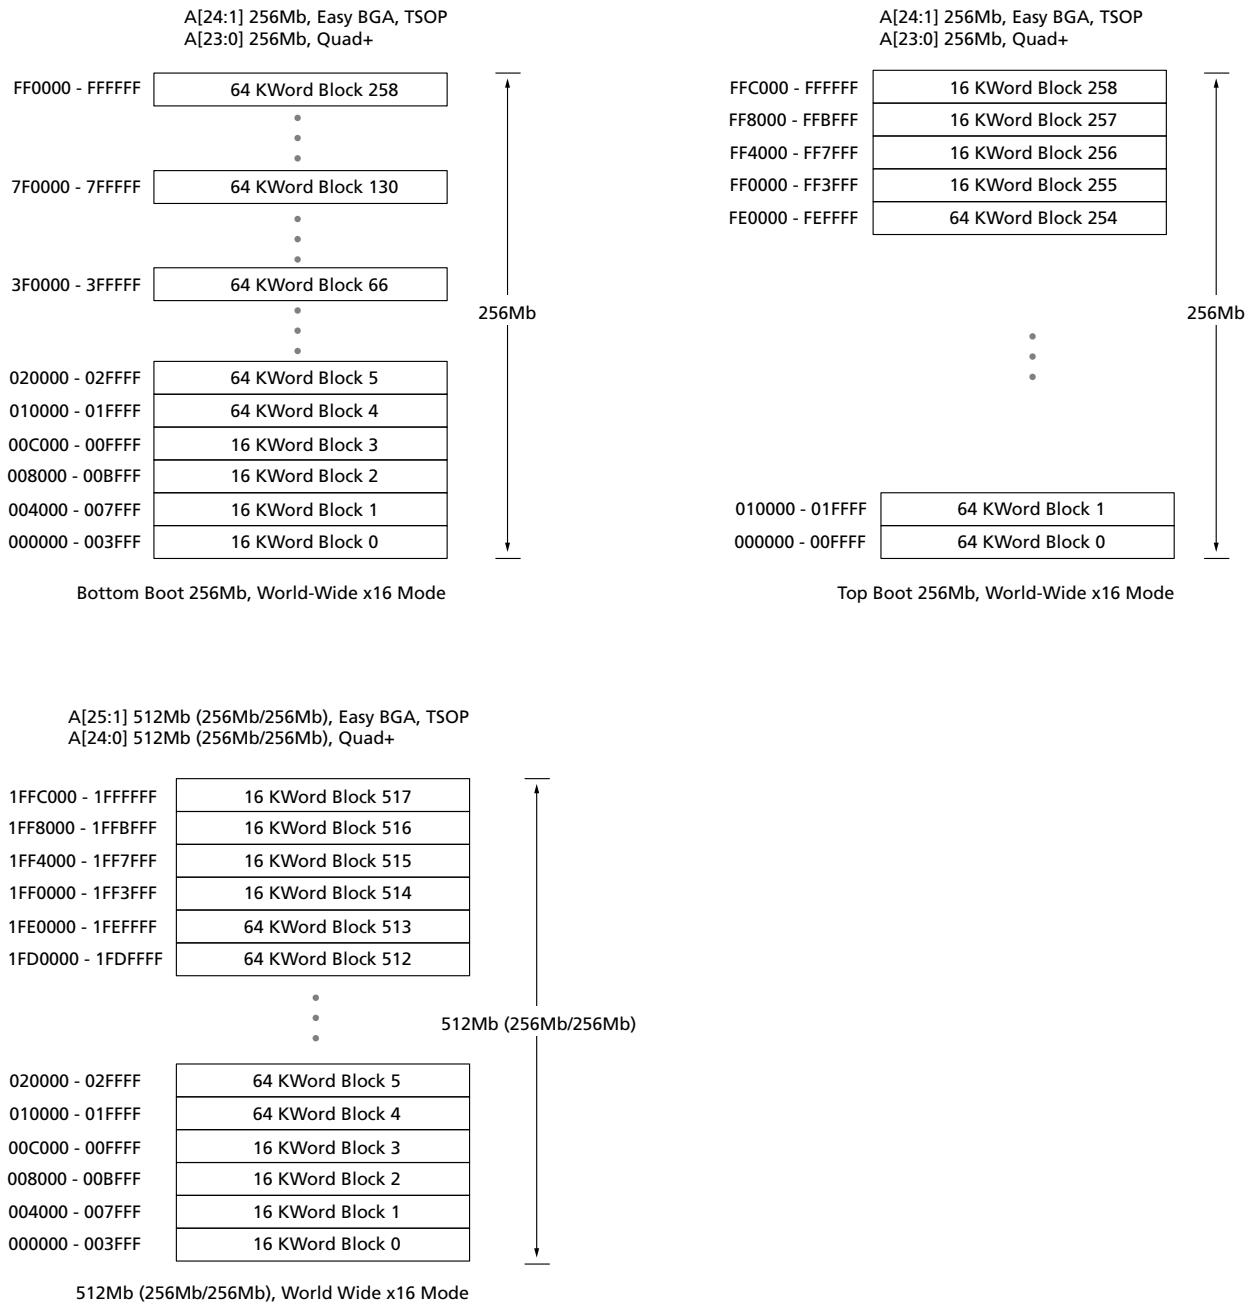 A[24:1] 256Mb, Easy BGA, TSOP
A[23:0] 256Mb, Quad+
FF0000 - FFFFFF 64 KWord Block 258
7F0000 - 7FFFFF 64 KWord Block 130
3F0000 - 3FFFFF 64 KWord Block 66
256Mb
020000 - 02FFFF 64 KWord Block 5
010000 - 01FFFF 64 KWord Block 4
00C000 - 00FFFF 16 KWord Block 3
008000 - 00BFFF 16 KWord Block 2
004000 - 007FFF 16 KWord Block 1
000000 - 003FFF 16 KWord Block 0
Bottom Boot 256Mb, World-Wide x16 Mode
A[24:1] 256Mb, Easy BGA, TSOP
A[23:0] 256Mb, Quad+
FFC000 - FFFFFF 16 KWord Block 258
FF8000 - FFBFFF 16 KWord Block 257
FF4000 - FF7FFF 16 KWord Block 256
FF0000 - FF3FFF 16 KWord Block 255
FE0000 - FEFFFF 64 KWord Block 254
256Mb
010000 - 01FFFF 64 KWord Block 1
000000 - 00FFFF 64 KWord Block 0
Top Boot 256Mb, World-Wide x16 Mode
A[25:1] 512Mb (256Mb/256Mb), Easy BGA, TSOP
A[24:0] 512Mb (256Mb/256Mb), Quad+
1FFC000 - 1FFFFFF 16 KWord Block 517
1FF8000 - 1FFBFFF 16 KWord Block 516
1FF4000 - 1FF7FFF 16 KWord Block 515
1FF0000 - 1FF3FFF 16 KWord Block 514
1FE0000 - 1FEFFFF 64 KWord Block 513
1FD0000 - 1FDFFFF 64 KWord Block 512
512Mb (256Mb/256Mb)
020000 - 02FFFF 64 KWord Block 5
010000 - 01FFFF 64 KWord Block 4
00C000 - 00FFFF 16 KWord Block 3
008000 - 00BFFF 16 KWord Block 2
004000 - 007FFF 16 KWord Block 1
000000 - 003FFF 16 KWord Block 0
512Mb (256Mb/256Mb), World Wide x16 Mode